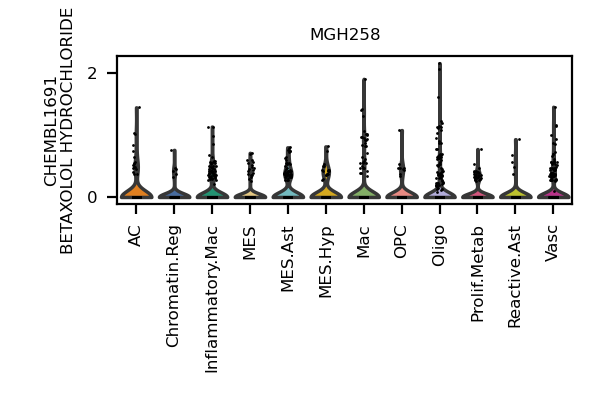 MGH258
CHEMBL1691
BETAXOLOL HYDROCHLORIDE
2
0
AC
Chromatin.Reg
Inflammatory.Mac
MES
MES.Ast
MES.Hyp
Mac
OPC
Oligo
Prolif.Metab
Reactive.Ast
Vasc